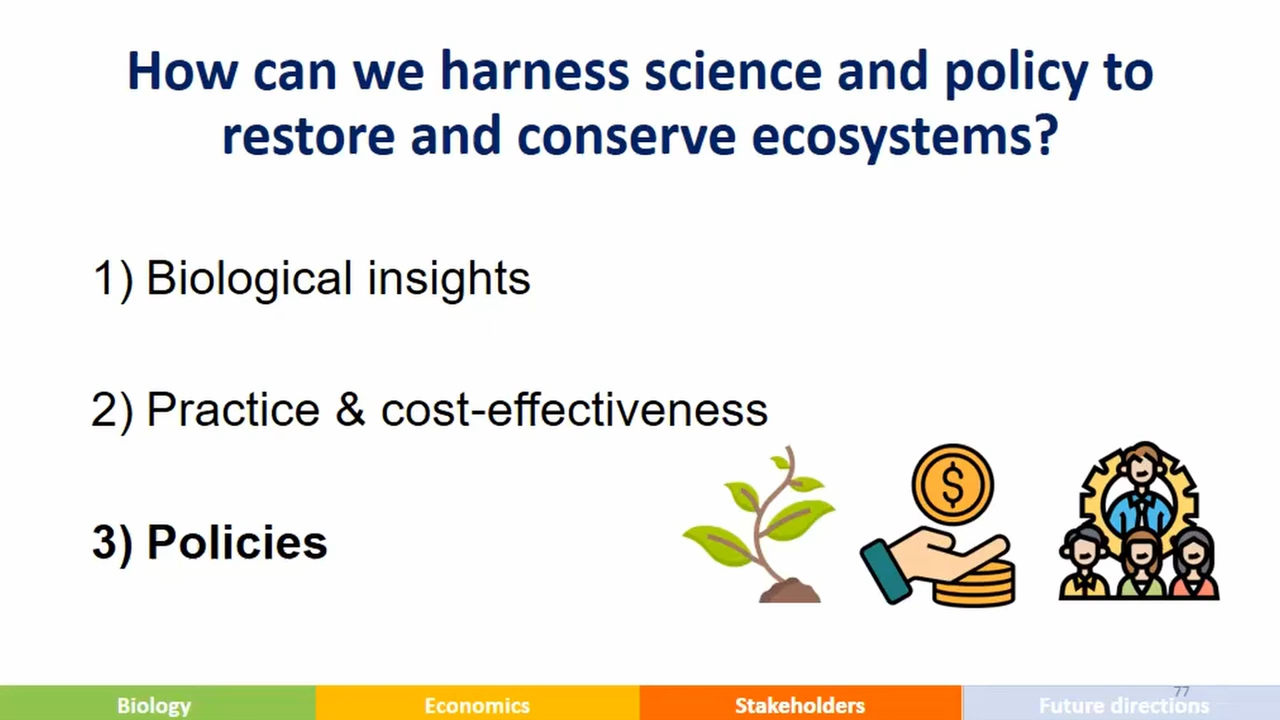 How can we harness science and policy to
restore and conserve ecosystems?
1) Biological insights
2) Practice & cost-effectiveness
3) Policies
$
77
Biology
Economics
Stakeholders
Future directions